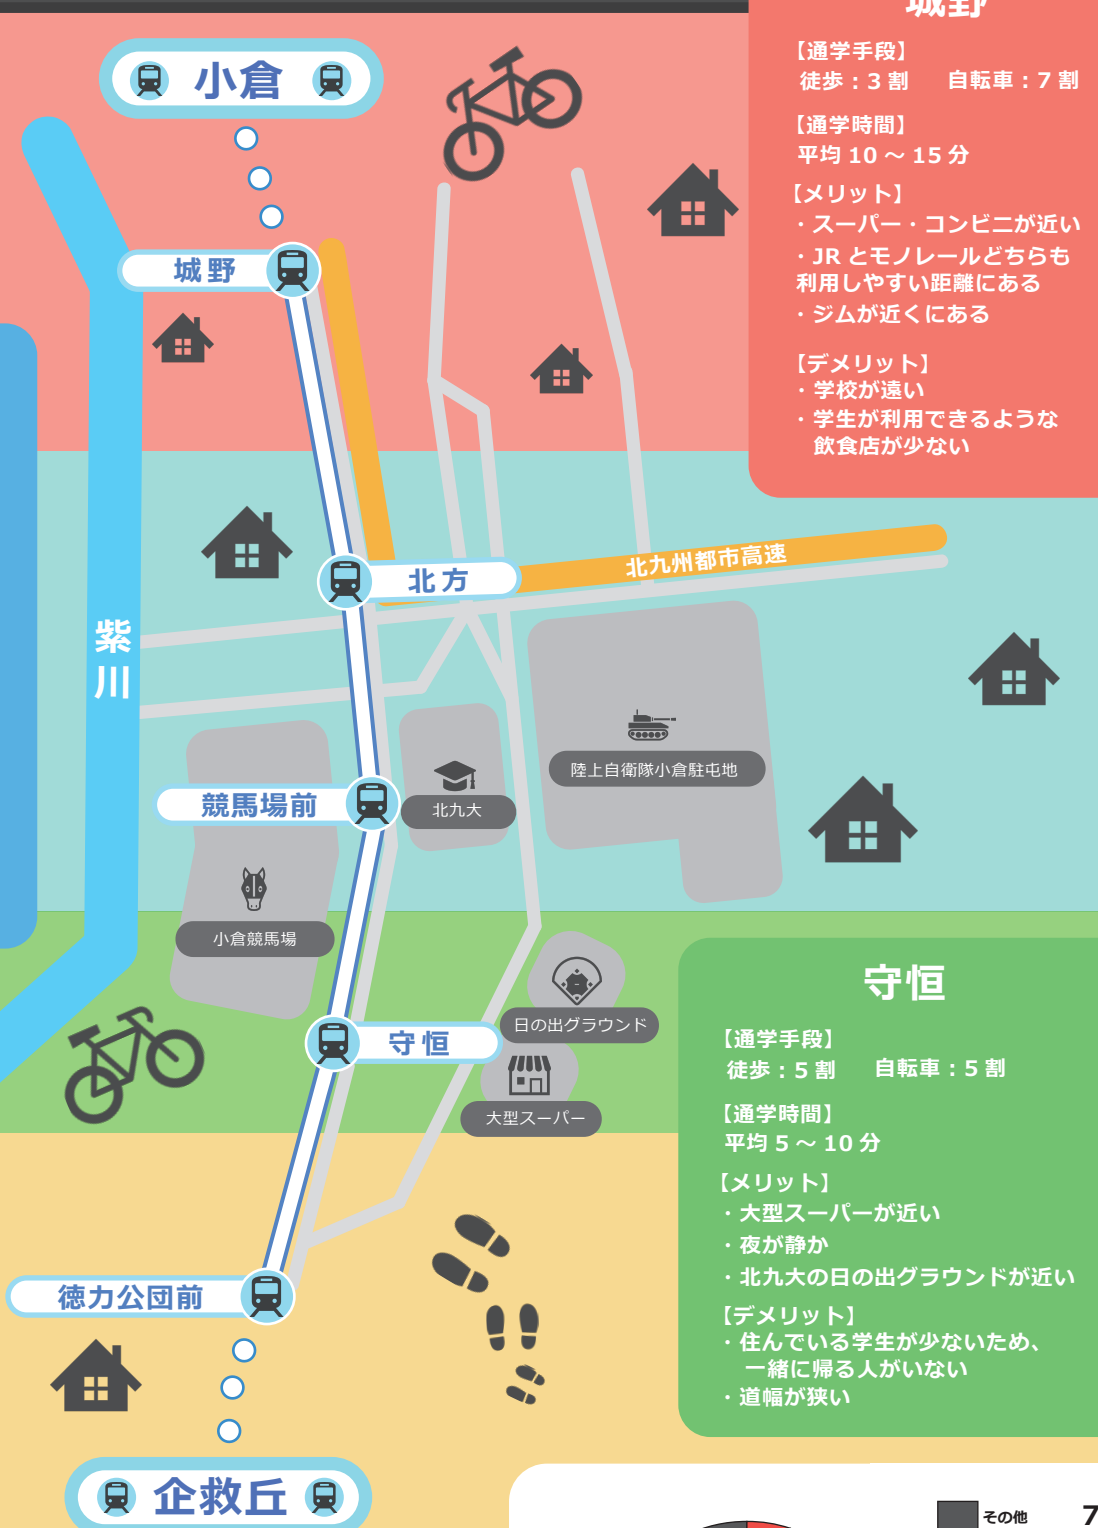 城野
【通学手段】
徒歩：3 割　自転車：7 割
【通学時間】
平均 10 ～ 15 分
【メリット】
・スーパー・コンビニが近い
・JR とモノレールどちらも
利用しやすい距離にある
・ジムが近くにある
【デメリット】
・学校が遠い
・学生が利用できるような
飲食店が少ない
小倉
城野
北九州都市高速
北方
紫川
陸上自衛隊小倉駐屯地
競馬場前
北九大
小倉競馬場
日の出グラウンド
守恒
大型スーパー
徳力公団前
企救丘
守恒
【通学手段】
徒歩：5 割　自転車：5 割
【通学時間】
平均 5 ～ 10 分
【メリット】
・大型スーパーが近い
・夜が静か
・北九大の日の出グラウンドが近い
【デメリット】
・住んでいる学生が少ないため、
一緒に帰る人がいない
・道幅が狭い
その他　7